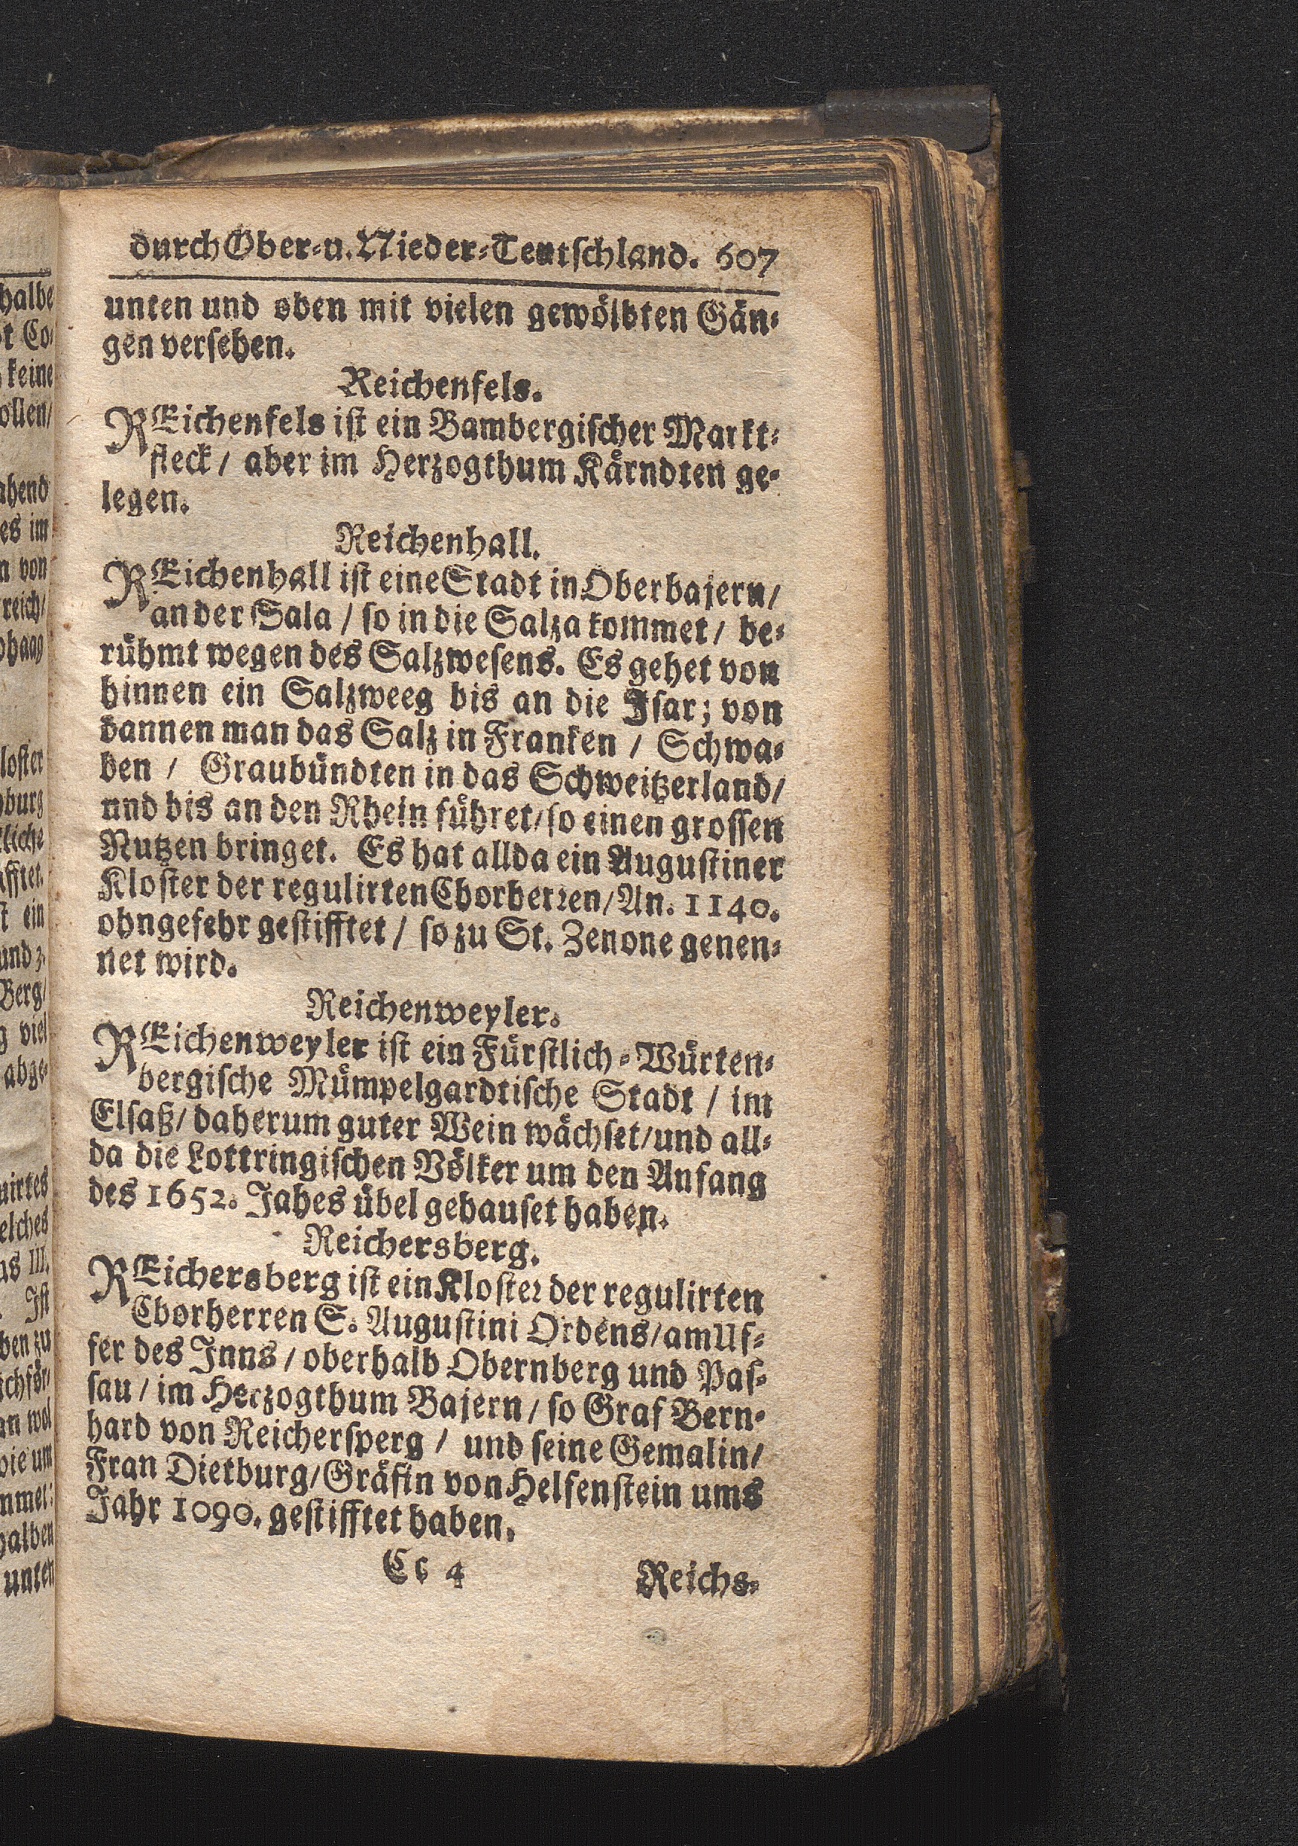 durch Ober-u. Nieder-Teutschland. 607
unten und oben mit vielen gewölbten Gän-
gen versehen.
Reichenfels.
REichenfels ist ein Bambergischer Markt-
fleck / aber im Herzogthum Kärndten ge-
legen.
Reichenhall.
REichenhall ist eine Stadt in Oberbajern /
an der Sala / so in die Salza kommet / be-
rühmt wegen des Salzwesens. Es gehet von
hinnen ein Salzweeg bis an die Isar; von
dannen man das Salz in Franken / Schwa-
ben / Graubündten in das Schweitzerland /
und bis an den Rhein führet / so einen grossen
Nutzen bringet. Es hat allda ein Augustiner
Kloster der regulirten Chorherren / An. 1140.
ohngefehr gestifftet / so zu St. Zenone genen-
net wird.
Reichenweyler.
REichenweyler ist ein Fürstlich-Würten-
bergische Mümpelgardtische Stadt / im
Elsaß / daherum guter Wein wächset / und all-
da die Lottringischen Völker um den Anfang
des 1652. Jahes übel gehauset haben.
Reichersberg.
REichersberg ist ein Kloster der regulirten
Chorherren S. Augustini Ordens / am Uf-
fer des Inns / oberhalb Obernberg und Pas-
sau / im Herzogthum Bajern / so Graf Bern-
hard von Reichersperg / und seine Gemalin /
Fran Dietburg / Gräfin von Helfenstein ums
Jahr 1090. gestifftet haben.
Cc 4 Reichs-